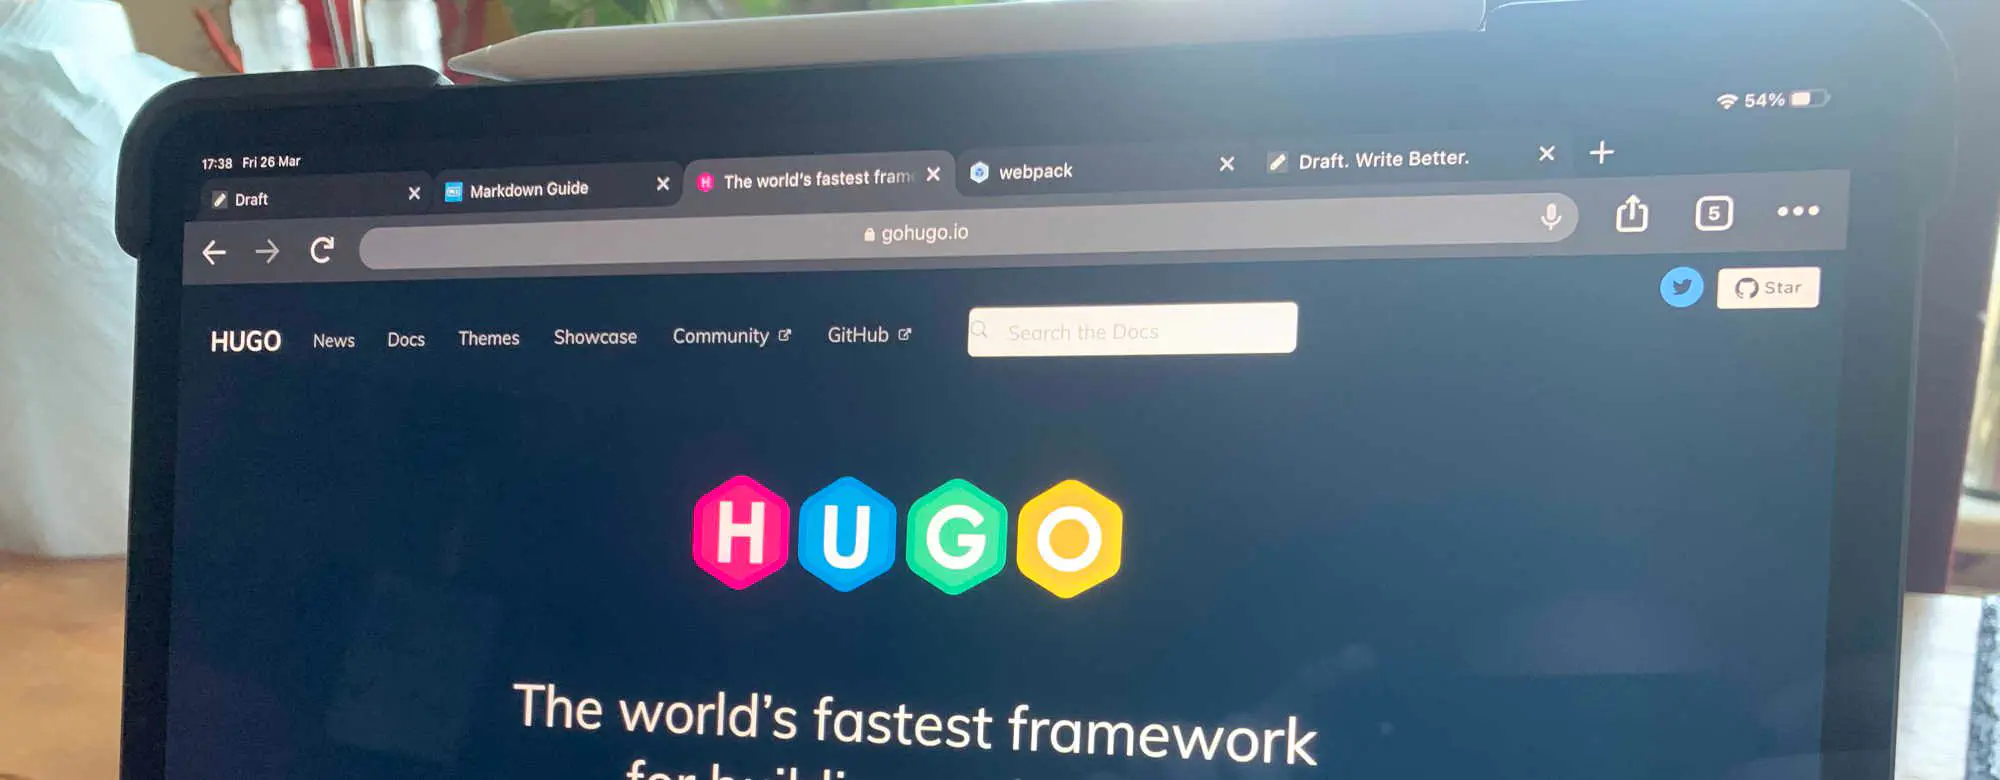 17:38 Fri 26 Mar
54%
Draft
Markdown Guide
The world's fastest fram
webpack
Draft. Write Better.
gohugo.io
5
Star
HUGO News Docs Themes Showcase Community GitHub Search the Docs
HUGO
The world's fastest framework
for